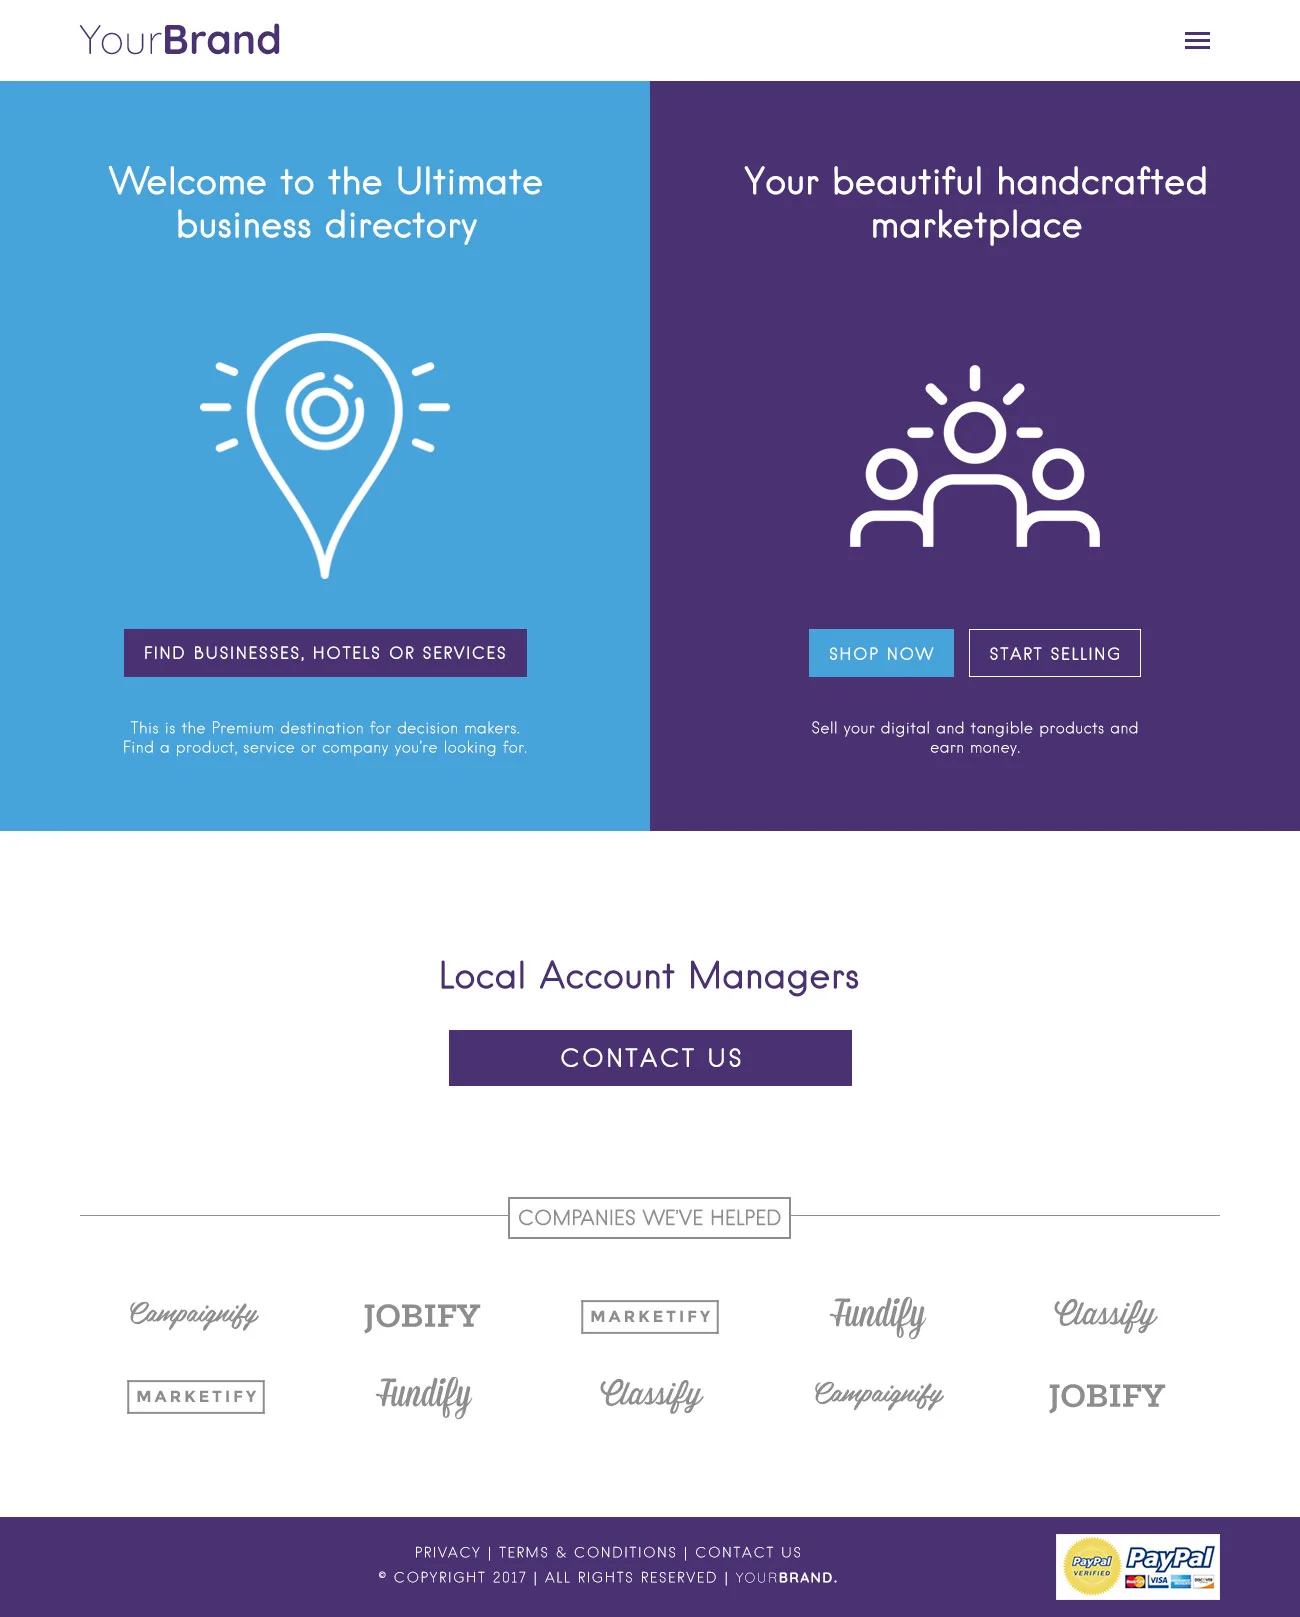 YourBrand
Welcome to the Ultimate
business directory
FIND BUSINESSES, HOTELS OR SERVICES
This is the Premium destination for decision makers.
Find a product, service or company you're looking for.
Your beautiful handcrafted
marketplace
SHOP NOW
START SELLING
Sell your digital and tangible products and
earn money.
Local Account Managers
CONTACT US
COMPANIES WE'VE HELPED
Campaignify
JOBIFY
MARKETIFY
Fundify
Classify
MARKETIFY
Fundify
Classify
Campaignify
JOBIFY
PRIVACY | TERMS & CONDITIONS | CONTACT US
© COPYRIGHT 2017 | ALL RIGHTS RESERVED | YOURBRAND.
PayPal
VERIFIED
PayPal
MasterCard VISA AMERICAN EXPRESS DISCOVER